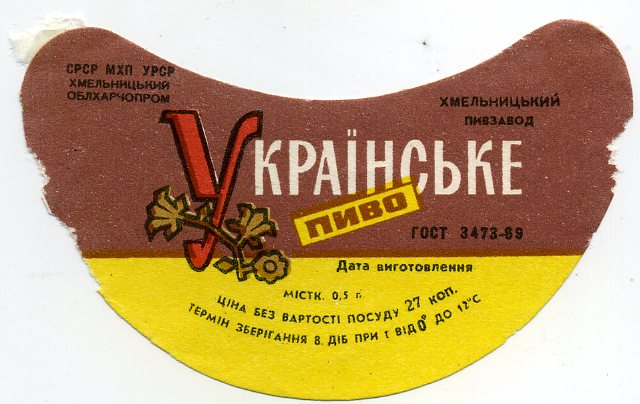 СРСР МХП УРСР
ХМЕЛЬНИЦЬКИЙ
ОБЛХАРЧОПРОМ
ХМЕЛЬНИЦЬКИЙ
ПИВЗАВОД
УКРАЇНСЬКЕ
ПИВО
ГОСТ 3473-69
Дата виготовлення
МІСТК. 0,5 г.
ЦІНА БЕЗ ВАРТОСТІ ПОСУДУ 27 КОП.
ТЕРМІН ЗБЕРІГАННЯ 8 ДІБ ПРИ t ВІД 0° ДО 12°С